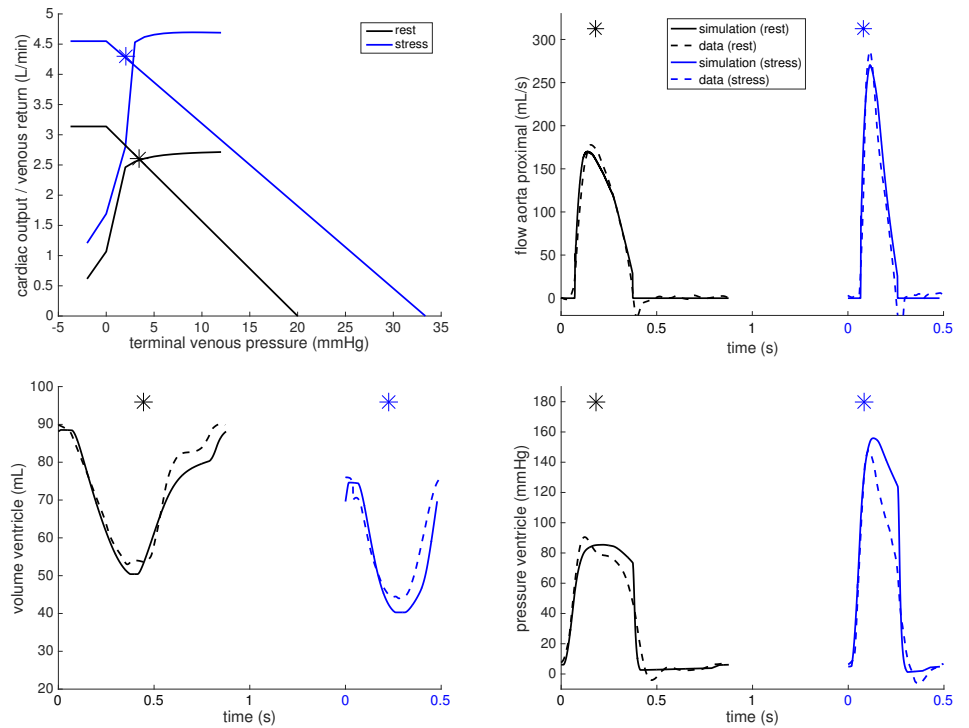 cardiac output / venous return (L/min)
5
4.5
4
3.5
3
2.5
2
1.5
1
0.5
0
-5 0 5 10 15 20 25 30 35
terminal venous pressure (mmHg)
rest
stress
flow aorta proximal (mL/s)
300
250
200
150
100
50
0
0 0.5 1 0 0.5
time (s)
simulation (rest)
data (rest)
simulation (stress)
data (stress)
volume ventricle (mL)
100
90
80
70
60
50
40
30
20
0 0.5 1 0 0.5
time (s)
pressure ventricle (mmHg)
180
160
140
120
100
80
60
40
20
0
0 0.5 1 0 0.5
time (s)